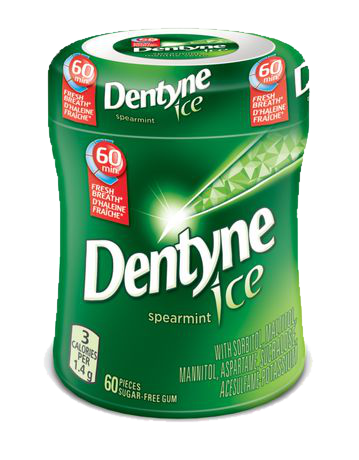 60
min*
FRESH
BREATH*
D'HALEINE
FRAÎCHE*
Dentyne
ice
spearmint
60
min
FRESH
BREATH*
D'HALEINE
FRAÎCHE*
60
min*
FRESH
BREATH*
D'HALEINE
FRAÎCHE*
Dentyne
ice
spearmint
3
CALORIES
PER
1.4 g
60 PIECES
SUGAR-FREE GUM
WITH SORBITOL, MALTITOL,
MANNITOL, ASPARTAME, SUCRALOSE,
ACESULFAME-POTASSIUM